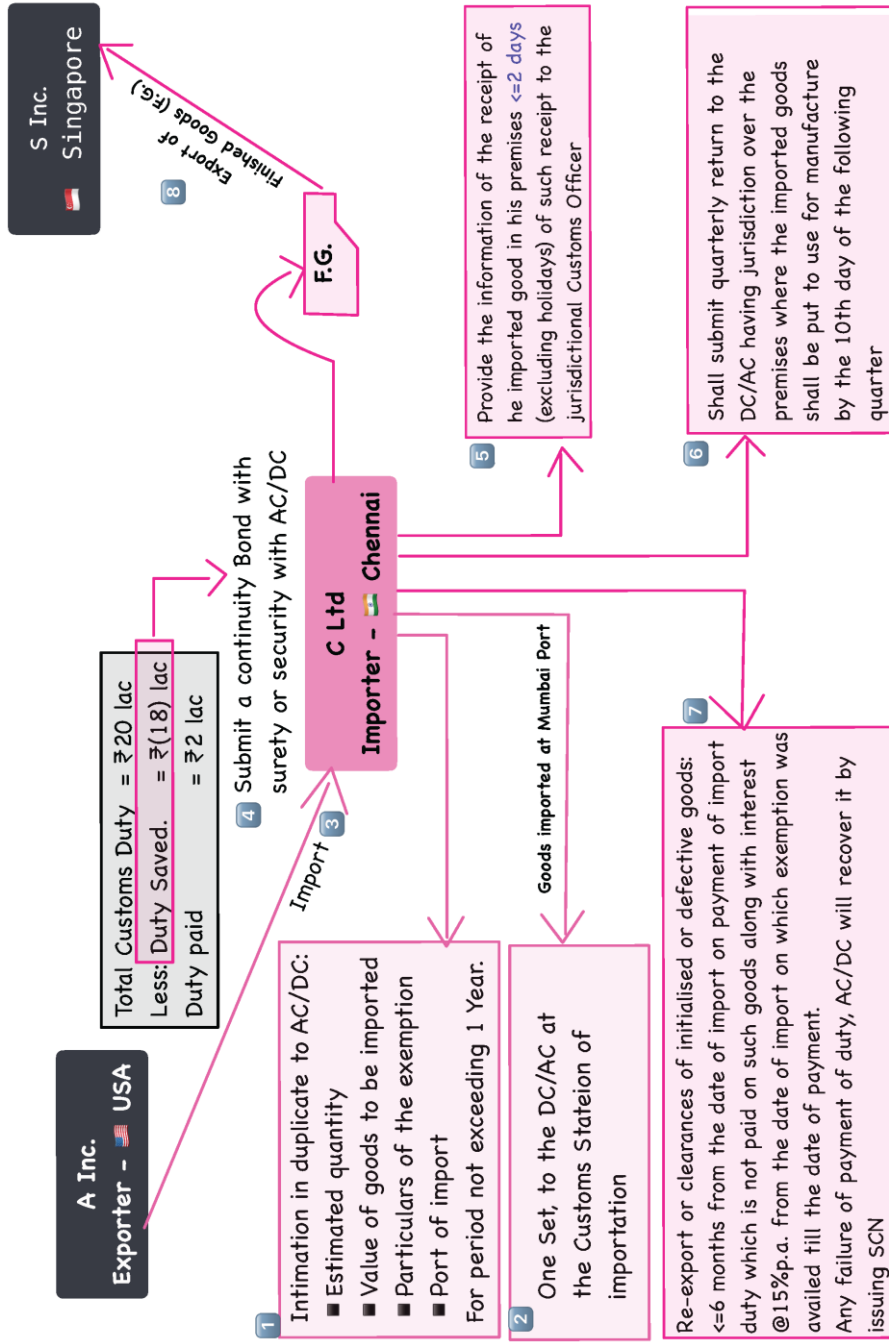 A Inc.
Exporter - 🇺🇸 USA
Total Customs Duty = ₹20 lac
Less: Duty Saved. = ₹(18) lac
Duty paid = ₹2 lac
S Inc.
🇸🇬 Singapore
8
Export of
Finished Goods (F.G.)
F.G.
4 Submit a continuity Bond with
surety or security with AC/DC
Import 3
C Ltd
Importer - 🇮🇳 Chennai
1
Intimation in duplicate to AC/DC:
▪ Estimated quantity
▪ Value of goods to be imported
▪ Particulars of the exemption
▪ Port of import
For period not exceeding 1 Year.
Goods imported at Mumbai Port
2
One Set, to the DC/AC at
the Customs Stateion of
importation
5
Provide the information of the receipt of
he imported good in his premises <=2 days
(excluding holidays) of such receipt to the
jurisdictional Customs Officer
6
Shall submit quarterly return to the
DC/AC having jurisdiction over the
premises where the imported goods
shall be put to use for manufacture
by the 10th day of the following
quarter
7
Re-export or clearances of initialised or defective goods:
<=6 months from the date of import on payment of import
duty which is not paid on such goods along with interest
@15%p.a. from the date of import on which exemption was
availed till the date of payment.
Any failure of payment of duty, AC/DC will recover it by
issuing SCN